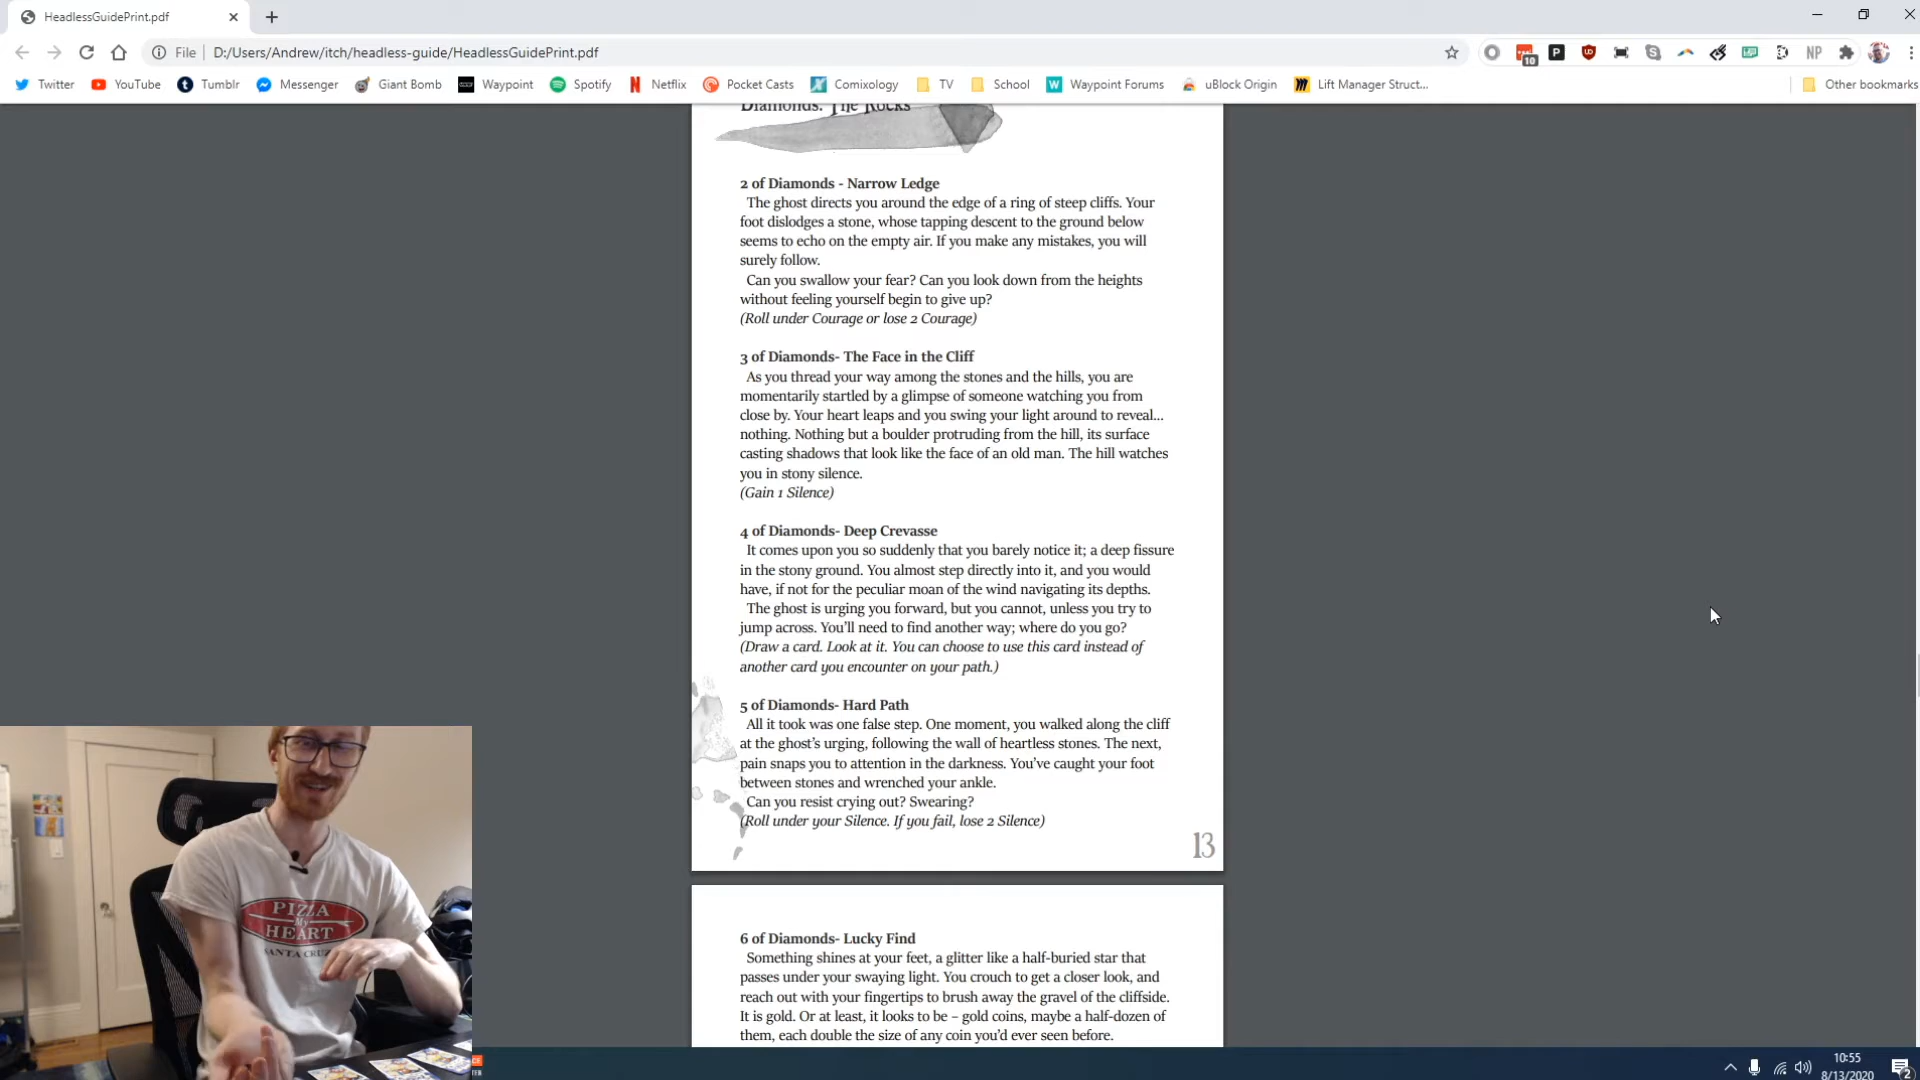 HeadlessGuidePrint.pdf
File D:/Users/Andrew/itch/headless-guide/HeadlessGuidePrint.pdf
10 P NP
Twitter YouTube Tumblr Messenger Giant Bomb Waypoint Spotify Netflix Pocket Casts Comixology TV School Waypoint Forums uBlock Origin Lift Manager Struct... Other bookmarks
Diamonds: The Rocks
2 of Diamonds - Narrow Ledge
The ghost directs you around the edge of a ring of steep cliffs. Your
foot dislodges a stone, whose tapping descent to the ground below
seems to echo on the empty air. If you make any mistakes, you will
surely follow.
Can you swallow your fear? Can you look down from the heights
without feeling yourself begin to give up?
(Roll under Courage or lose 2 Courage)
3 of Diamonds- The Face in the Cliff
As you thread your way among the stones and the hills, you are
momentarily startled by a glimpse of someone watching you from
close by. Your heart leaps and you swing your light around to reveal...
nothing. Nothing but a boulder protruding from the hill, its surface
casting shadows that look like the face of an old man. The hill watches
you in stony silence.
(Gain 1 Silence)
4 of Diamonds- Deep Crevasse
It comes upon you so suddenly that you barely notice it; a deep fissure
in the stony ground. You almost step directly into it, and you would
have, if not for the peculiar moan of the wind navigating its depths.
The ghost is urging you forward, but you cannot, unless you try to
jump across. You'll need to find another way; where do you go?
(Draw a card. Look at it. You can choose to use this card instead of
another card you encounter on your path.)
5 of Diamonds- Hard Path
All it took was one false step. One moment, you walked along the cliff
at the ghost's urging, following the wall of heartless stones. The next,
pain snaps you to attention in the darkness. You've caught your foot
between stones and wrenched your ankle.
Can you resist crying out? Swearing?
(Roll under your Silence. If you fail, lose 2 Silence)
13
6 of Diamonds- Lucky Find
Something shines at your feet, a glitter like a half-buried star that
passes under your swaying light. You crouch to get a closer look, and
reach out with your fingertips to brush away the gravel of the cliffside.
It is gold. Or at least, it looks to be – gold coins, maybe a half-dozen of
them, each double the size of any coin you'd ever seen before.
PIZZA
My
HEART
SANTA CRUZ
10:55
8/13/2020
2